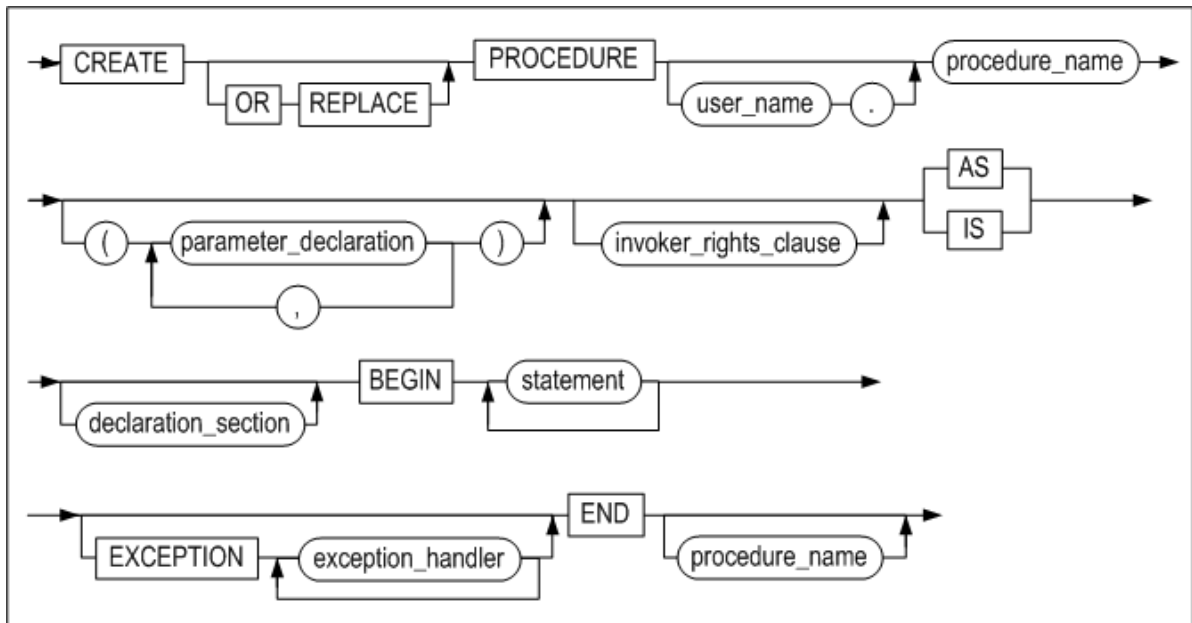 CREATE OR REPLACE PROCEDURE user_name . procedure_name
( parameter_declaration , ) invoker_rights_clause AS IS
declaration_section BEGIN statement
EXCEPTION exception_handler END procedure_name